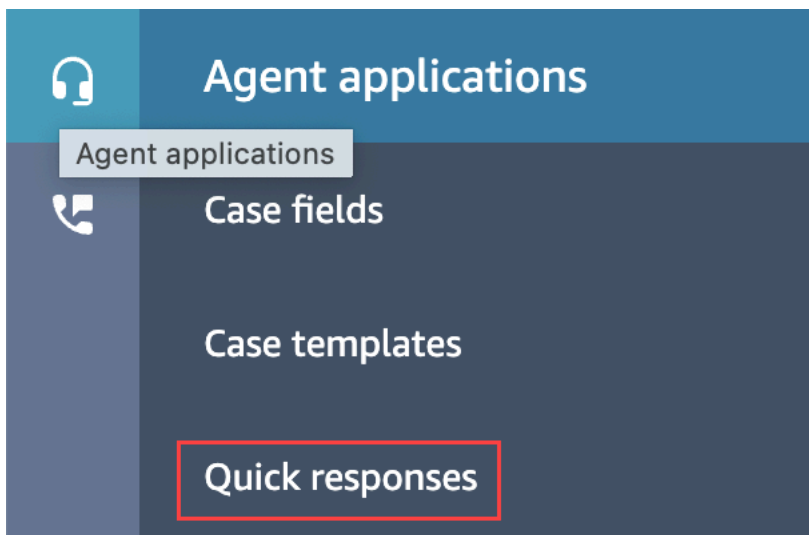 Agent applications
Agent applications
Case fields
Case templates
Quick responses